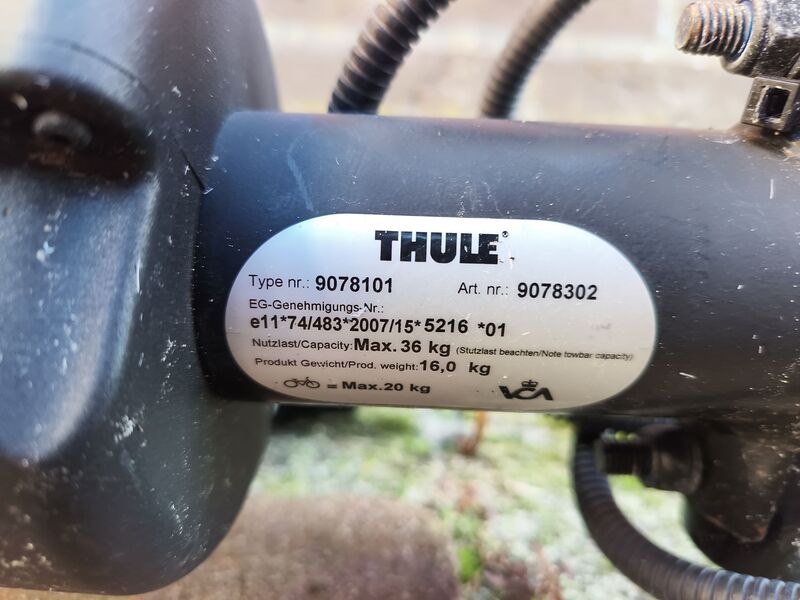 THULE®
Type nr.: 9078101 Art. nr.: 9078302
EG-Genehmigungs-Nr.:
e11*74/483*2007/15* 5216 *01
Nutzlast/Capacity: Max. 36 kg (Stutzlast beachten/Note towbar capacity)
Produkt Gewicht/Prod. weight: 16,0 kg
= Max.20 kg VCA